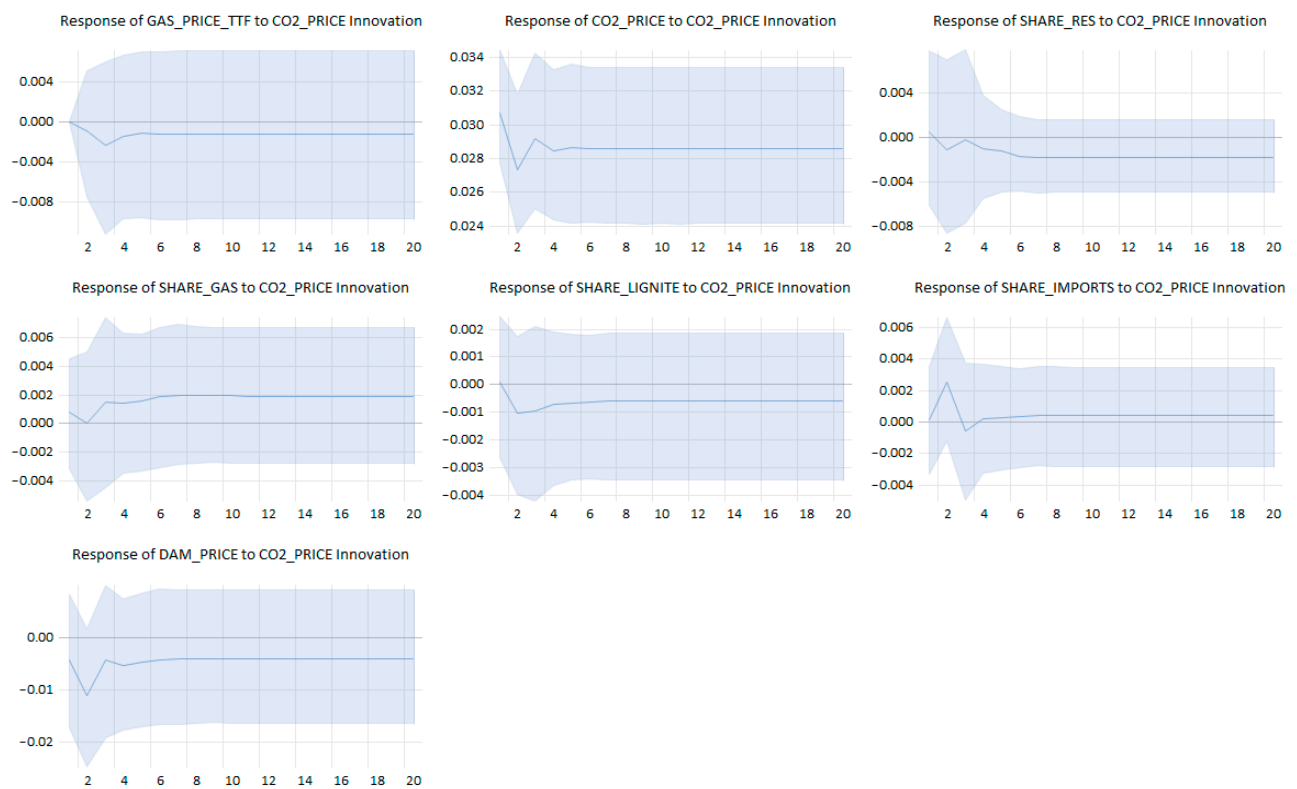 Response of GAS_PRICE_TTF to CO2_PRICE Innovation
0.004
0.000
−0.004
−0.008
2 4 6 8 10 12 14 16 18 20
Response of CO2_PRICE to CO2_PRICE Innovation
0.034
0.032
0.030
0.028
0.026
0.024
2 4 6 8 10 12 14 16 18 20
Response of SHARE_RES to CO2_PRICE Innovation
0.004
0.000
−0.004
−0.008
2 4 6 8 10 12 14 16 18 20
Response of SHARE_GAS to CO2_PRICE Innovation
0.006
0.004
0.002
0.000
−0.002
−0.004
2 4 6 8 10 12 14 16 18 20
Response of SHARE_LIGNITE to CO2_PRICE Innovation
0.002
0.001
0.000
−0.001
−0.002
−0.003
−0.004
2 4 6 8 10 12 14 16 18 20
Response of SHARE_IMPORTS to CO2_PRICE Innovation
0.006
0.004
0.002
0.000
−0.002
−0.004
2 4 6 8 10 12 14 16 18 20
Response of DAM_PRICE to CO2_PRICE Innovation
0.00
−0.01
−0.02
2 4 6 8 10 12 14 16 18 20